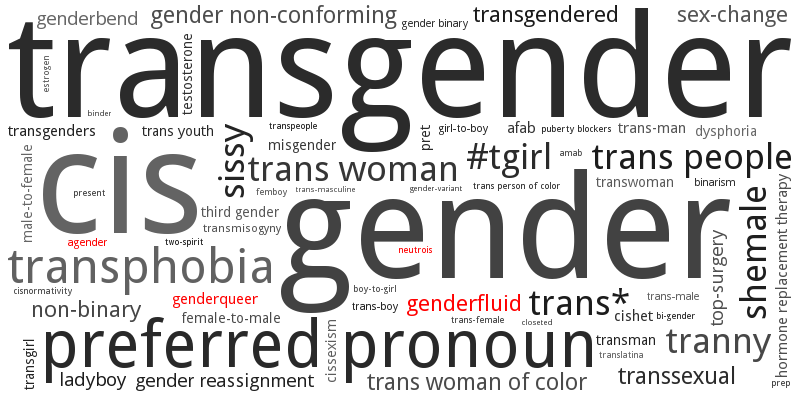 genderbend
gender non-conforming
gender binary
transgendered
sex-change
transgender
estrogen
binder
testosterone
transgenders
trans youth
sissy
transpeople
misgender
pret
girl-to-boy
afab
puberty blockers
trans-man
dysphoria
male-to-female
cis
present
trans woman
#tgirl
amab
trans people
femboy
trans-masculine
gender-variant
trans person of color
transwoman
binarism
third gender
transmisogyny
gender
shemale
hormone replacement therapy
agender
two-spirit
neutrois
top-surgery
transphobia
cisnormativity
genderqueer
boy-to-girl
trans-boy
genderfluid
trans*
trans-male
non-binary
female-to-male
trans-female
closeted
cishet
bi-gender
transgirl
preferred pronoun
cissexism
transman
translatina
tranny
ladyboy
gender reassignment
trans woman of color
transsexual
prep